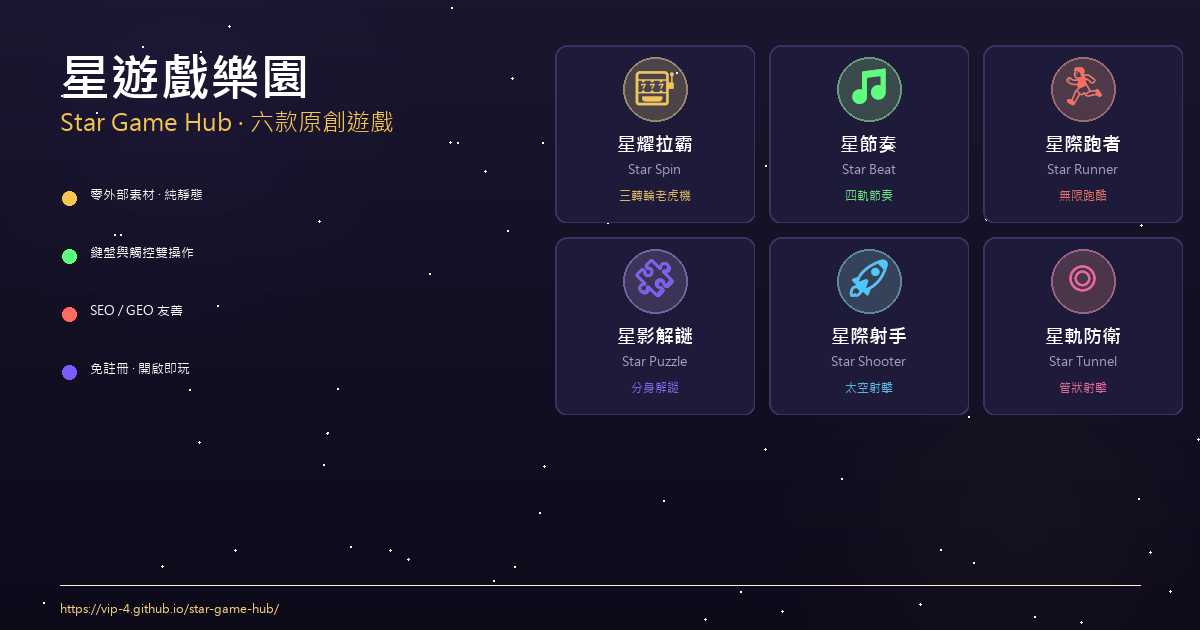 星遊戲樂園
Star Game Hub · 六款原創遊戲
零外部素材 · 純靜態
鍵盤與觸控雙操作
SEO / GEO 友善
免註冊 · 開啟即玩
星耀拉霸
Star Spin
三轉輪老虎機
星節奏
Star Beat
四軌節奏
星際跑者
Star Runner
無限跑酷
星影解謎
Star Puzzle
分身解謎
星際射手
Star Shooter
太空射擊
星軌防衛
Star Tunnel
管狀射擊
https://vip-4.github.io/star-game-hub/